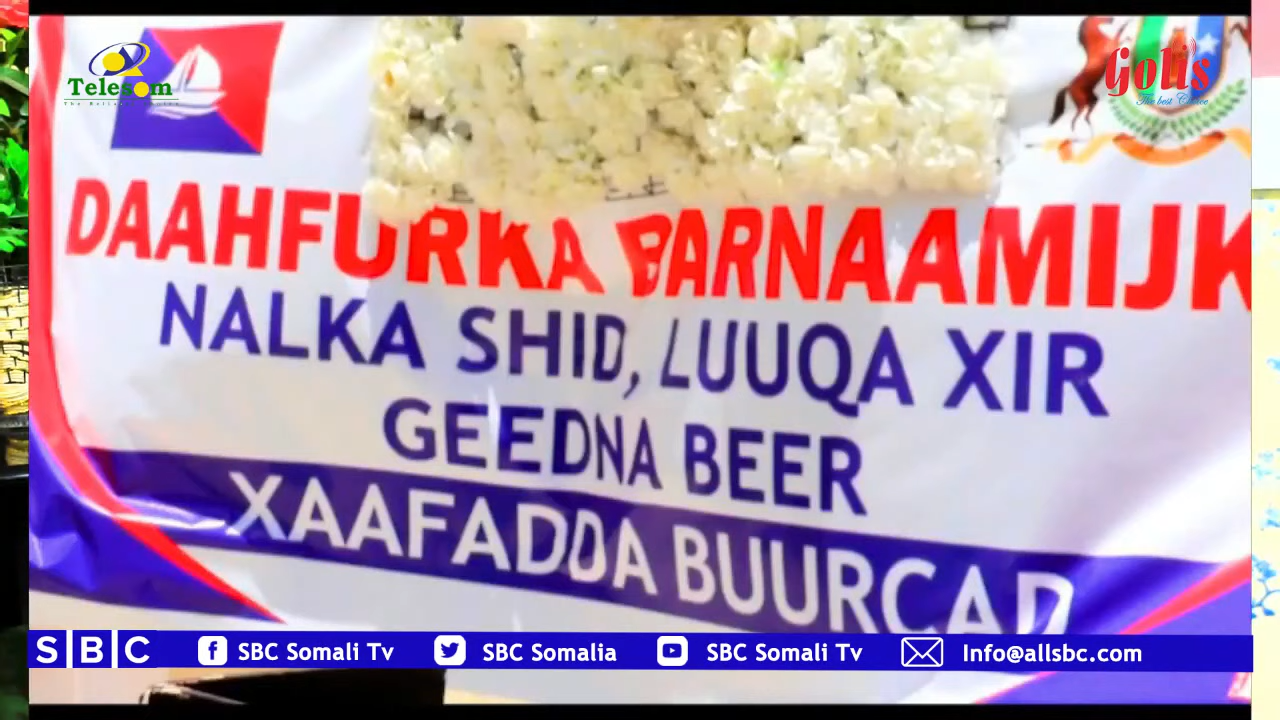 Telesom
Golis
The best Choice
DAAHFURKA BARNAAMIJK
NALKA SHID, LUUQA XIR
GEEDNA BEER
XAAFADDA BUURCAD
SBC SBC Somali Tv SBC Somalia SBC Somali Tv Info@allsbc.com